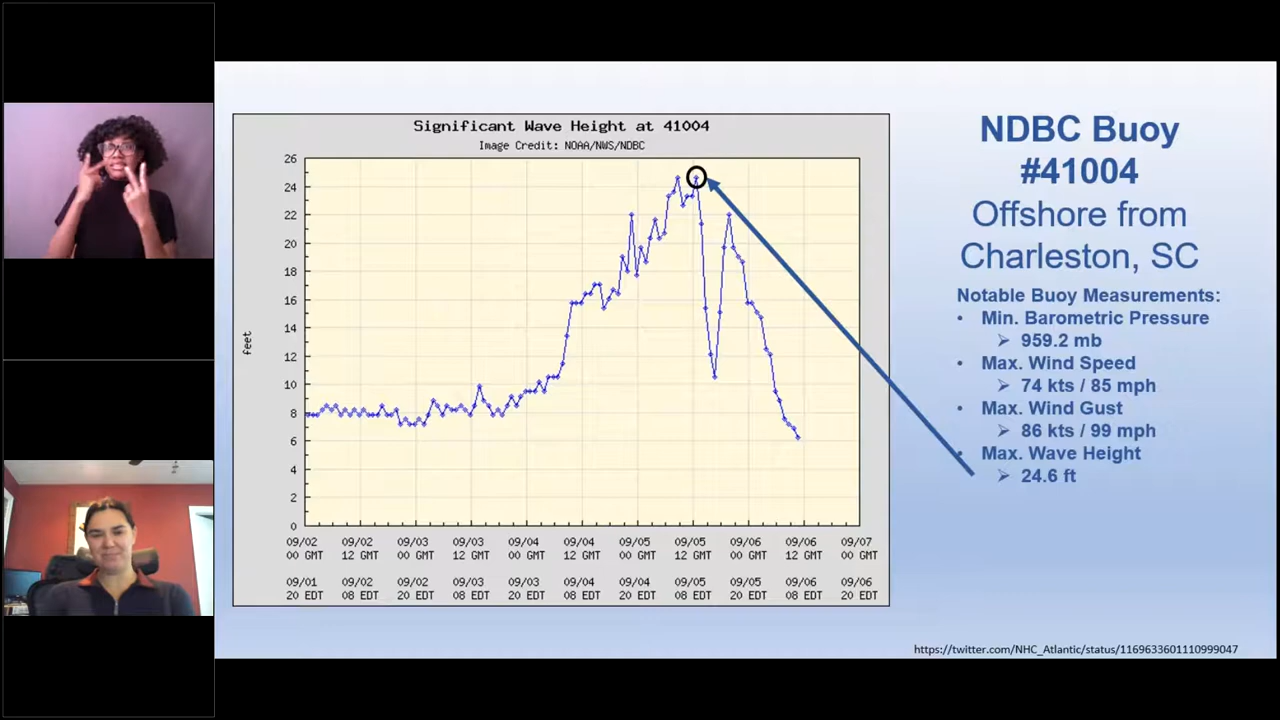 Significant Wave Height at 41004
Image Credit: NOAA/NWS/NDBC
26
24
22
20
18
16
14
12
10
8
6
4
2
0
feet
09/02 09/02 09/03 09/03 09/04 09/04 09/05 09/05 09/06 09/06 09/07
00 GMT 12 GMT 00 GMT 12 GMT 00 GMT 12 GMT 00 GMT 12 GMT 00 GMT 12 GMT 00 GMT
09/01 09/02 09/02 09/03 09/03 09/04 09/04 09/05 09/05 09/06 09/06
20 EDT 08 EDT 20 EDT 08 EDT 20 EDT 08 EDT 20 EDT 08 EDT 20 EDT 08 EDT 20 EDT
NDBC Buoy
#41004
Offshore from
Charleston, SC
Notable Buoy Measurements:
• Min. Barometric Pressure
➢ 959.2 mb
• Max. Wind Speed
➢ 74 kts / 85 mph
• Max. Wind Gust
➢ 86 kts / 99 mph
• Max. Wave Height
➢ 24.6 ft
https://twitter.com/NHC_Atlantic/status/1169633601110999047